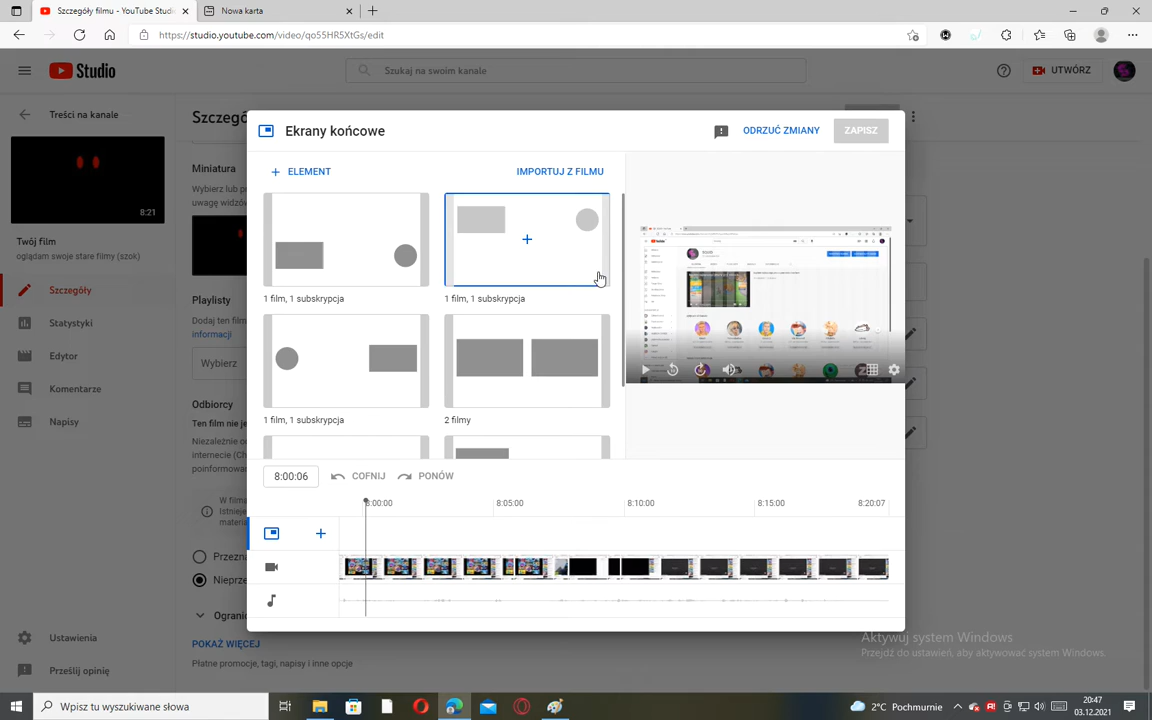 Szczegóły filmu - YouTube Studi
Nowa karta
https://studio.youtube.com/video/qo55HR5XtGs/edit
Studio
Szukaj na swoim kanale
UTWÓRZ
Treści na kanale
Szczegó
Ekrany końcowe
ODRZUĆ ZMIANY
ZAPISZ
8:21
Twój film
oglądam swoje stare filmy (szok)
Szczegóły
Statystyki
Edytor
Komentarze
Napisy
Ustawienia
Prześlij opinię
Miniatura
Wybierz lub p
uwagę widzów
Playlisty
Dodaj ten film
informacji
Wybierz
Odbiorcy
Ten film nie je
Niezależnie o
internecie (Ch
poinformowa
W filma
Istnieje
materia
Przezna
Nieprze
Ogranic
POKAŻ WIĘCEJ
Płatne promocje, tagi, napisy i inne opcje
ELEMENT
IMPORTUJ Z FILMU
1 film, 1 subskrypcja
1 film, 1 subskrypcja
1 film, 1 subskrypcja
2 filmy
8:00:06
COFNIJ
PONÓW
8:00:00
8:05:00
8:10:00
8:15:00
8:20:07
Aktywuj system Windows
Przejdź do ustawień, aby aktywować system Windows.
Wpisz tu wyszukiwane słowa
2°C Pochmurnie
20:47
03.12.2021